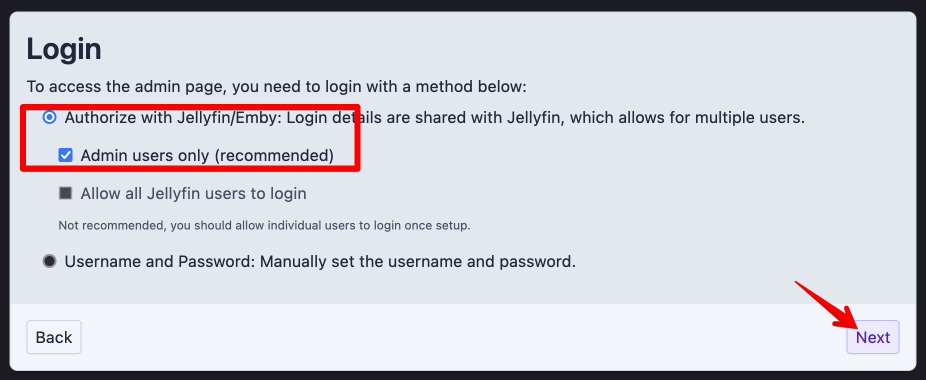 Login
To access the admin page, you need to login with a method below:
Authorize with Jellyfin/Emby: Login details are shared with Jellyfin, which allows for multiple users.
Admin users only (recommended)
Allow all Jellyfin users to login
Not recommended, you should allow individual users to login once setup.
Username and Password: Manually set the username and password.
Back
Next